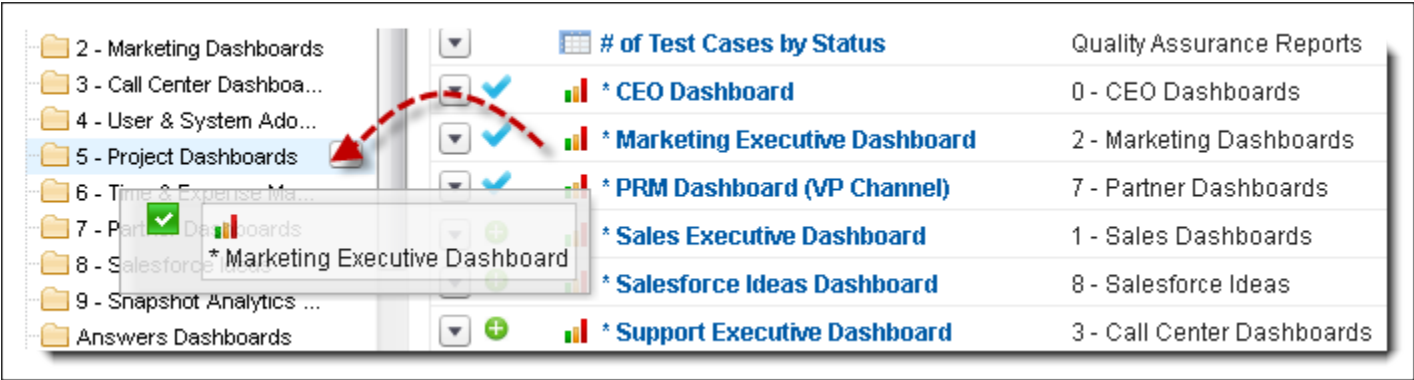 2 - Marketing Dashboards
3 - Call Center Dashboa...
4 - User & System Ado...
5 - Project Dashboards
6 - Time & Expense Ma...
7 - Partner Dashboards
8 - Salesforce Ideas
9 - Snapshot Analytics ...
Answers Dashboards
* Marketing Executive Dashboard
# of Test Cases by Status Quality Assurance Reports
* CEO Dashboard 0 - CEO Dashboards
* Marketing Executive Dashboard 2 - Marketing Dashboards
* PRM Dashboard (VP Channel) 7 - Partner Dashboards
* Sales Executive Dashboard 1 - Sales Dashboards
* Salesforce Ideas Dashboard 8 - Salesforce Ideas
* Support Executive Dashboard 3 - Call Center Dashboards